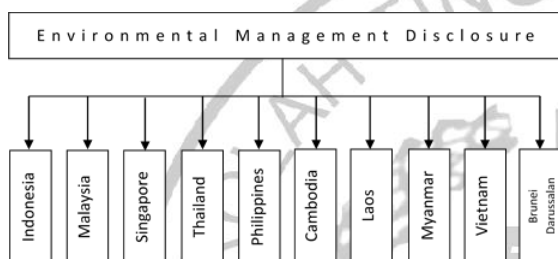 Environmental Management Disclosure
Indonesia
Malaysia
Singapore
Thailand
Philippines
Cambodia
Laos
Myanmar
Vietnam
Brunei
Darussalan